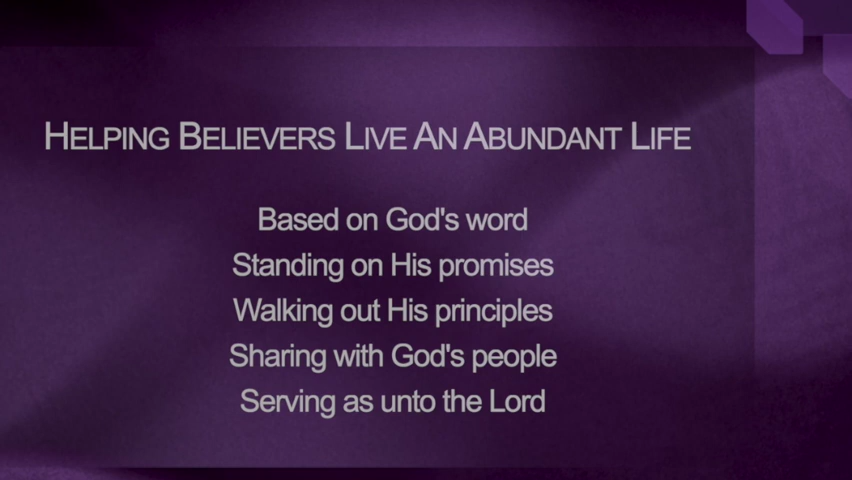 HELPING BELIEVERS LIVE AN ABUNDANT LIFE
Based on God's word
Standing on His promises
Walking out His principles
Sharing with God's people
Serving as unto the Lord